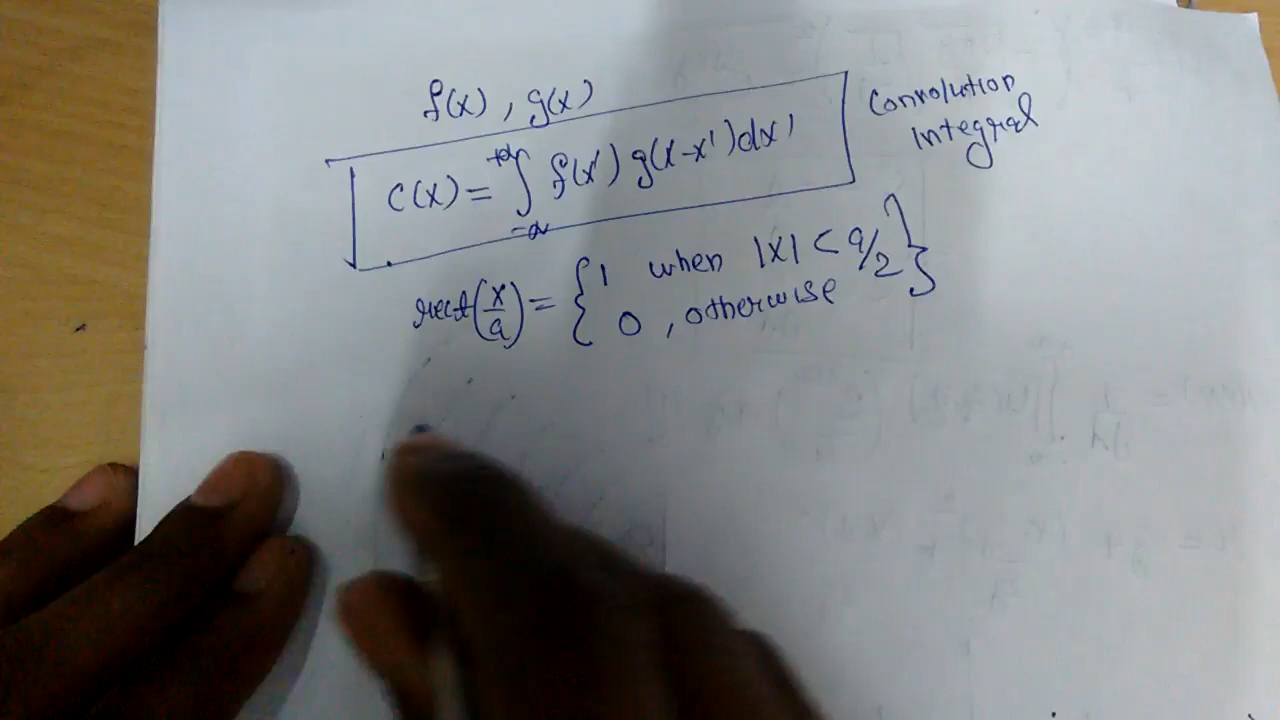 f(x), g(x)
C(x) = ∫_{-∞}^{+∞} f(x') g(x-x')dx'
Convolution
integral
rect(x/a) = { 1 when |x| < a/2 }
0, otherwise